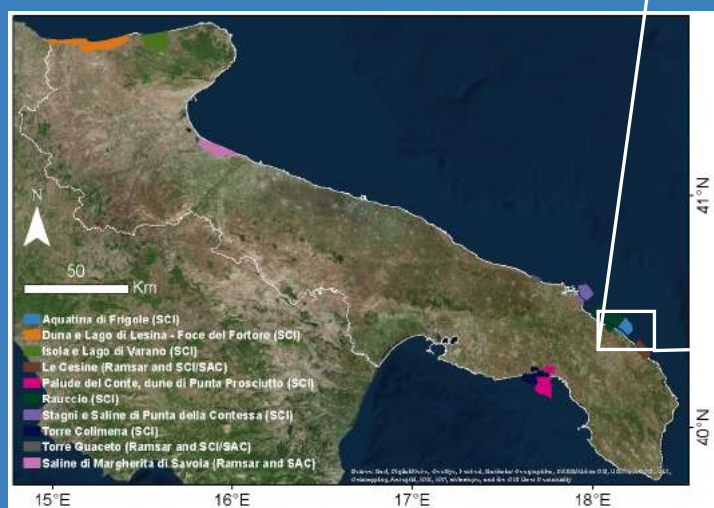 41°N
N
50
Km
Aquatina di Frigole (SCI)
Duna e Lago di Lesina - Foce del Fortore (SCI)
Isola e Lago di Varano (SCI)
Le Cesine (Ramsar and SCI/SAC)
Palude del Conte, dune di Punta Prosciutto (SCI)
Rauccio (SCI)
Stagni e Saline di Punta della Contessa (SCI)
Torre Colimena (SCI)
Torre Guaceto (Ramsar and SCI/SAC)
Saline di Margherita di Savoia (Ramsar and SAC)
40°N
15°E
16°E
17°E
18°E